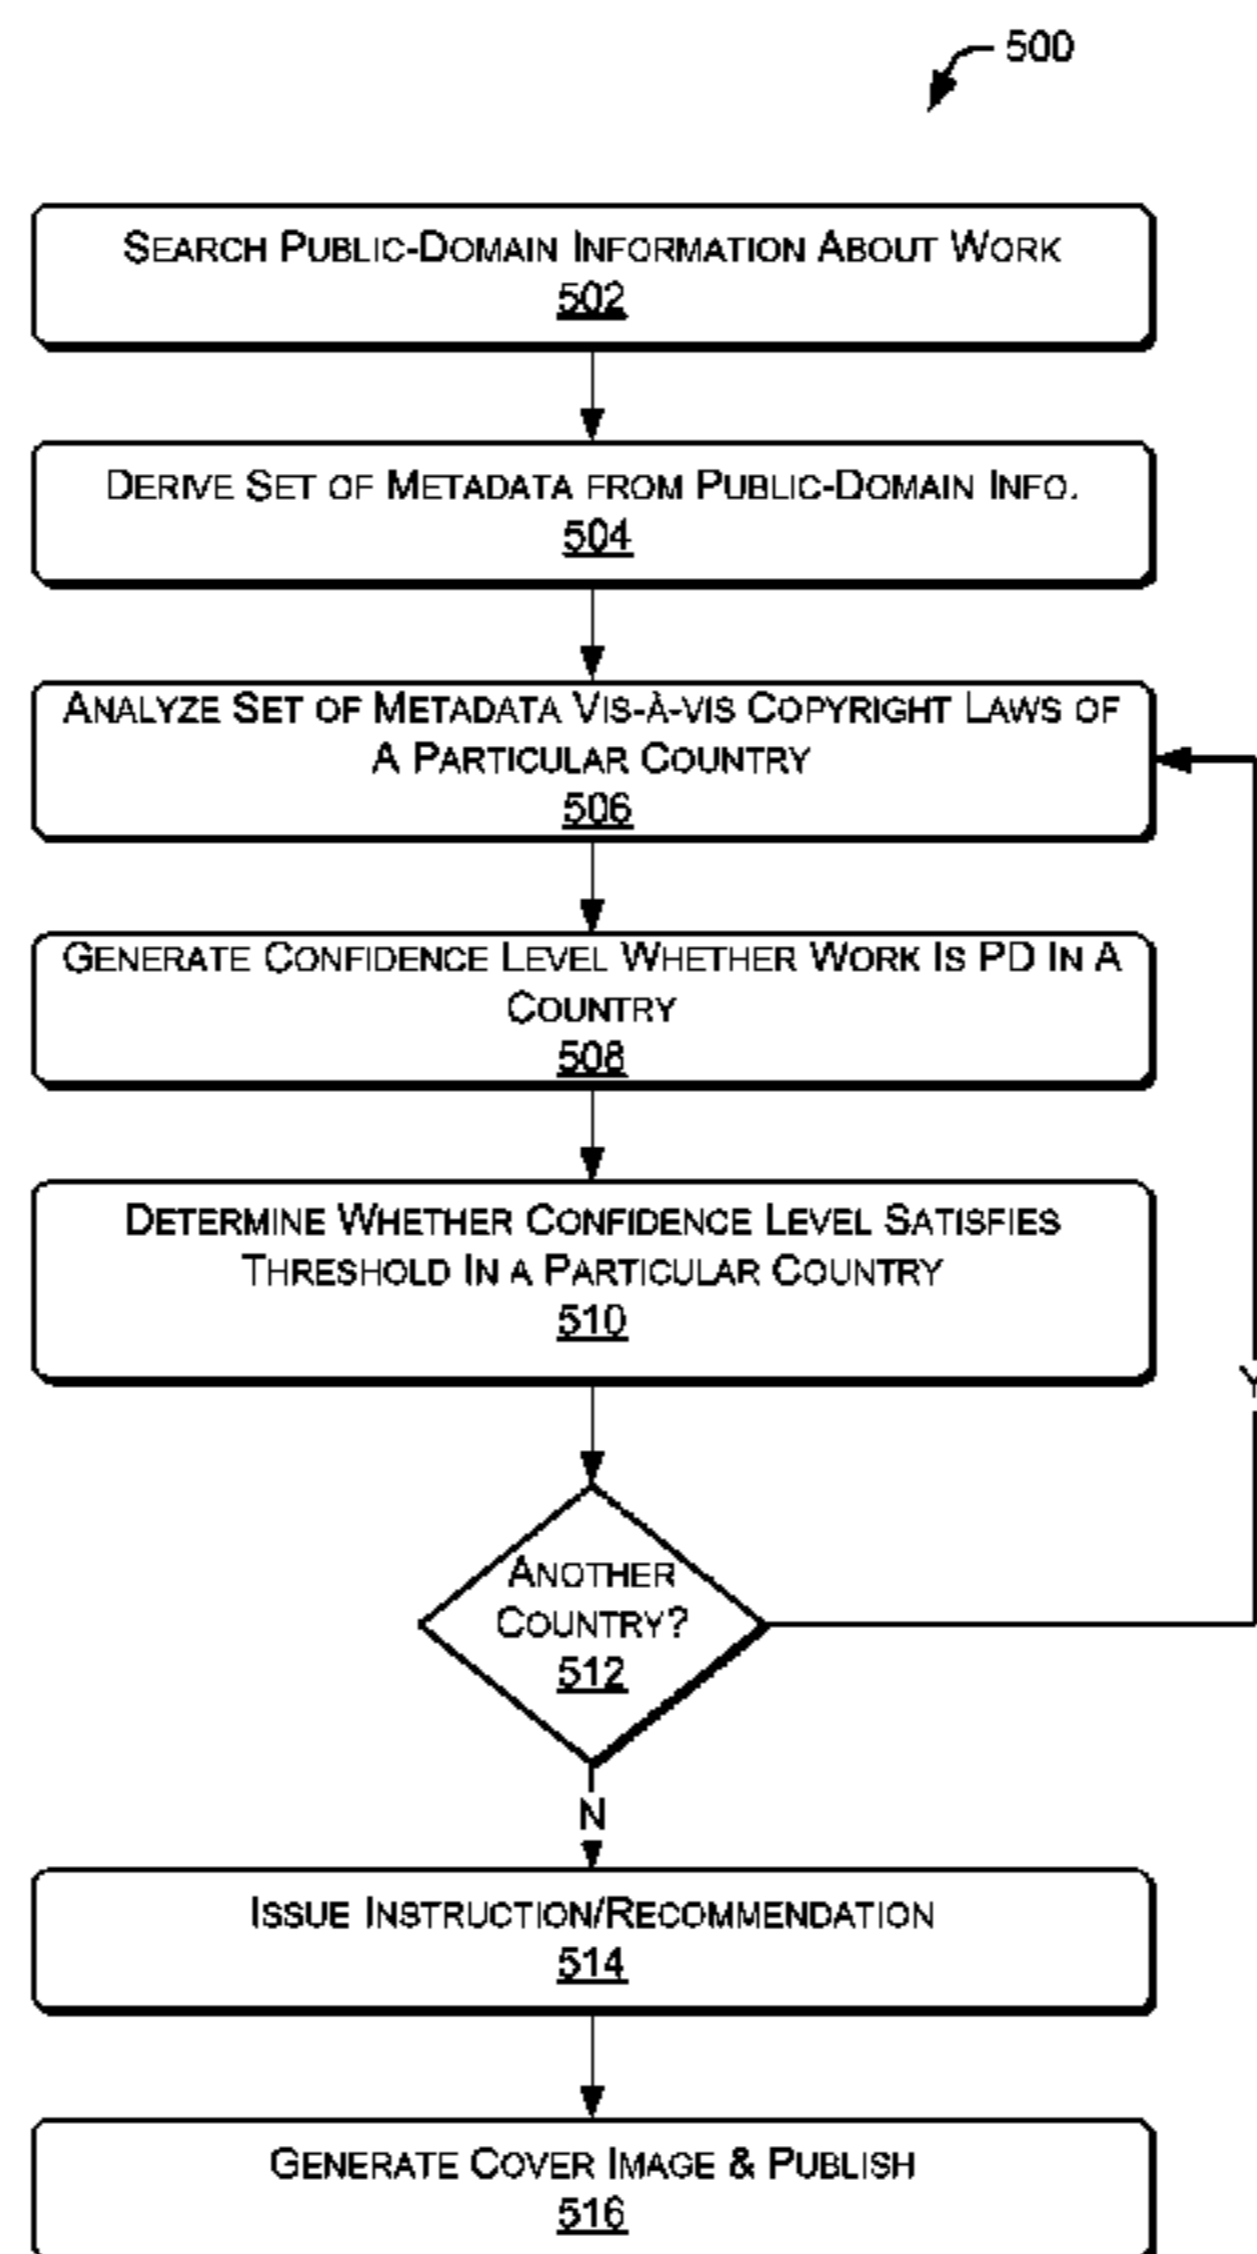 500
SEARCH PUBLIC-DOMAIN INFORMATION ABOUT WORK
502
DERIVE SET OF METADATA FROM PUBLIC-DOMAIN INFO.
504
ANALYZE SET OF METADATA VIS-À-VIS COPYRIGHT LAWS OF
A PARTICULAR COUNTRY
506
GENERATE CONFIDENCE LEVEL WHETHER WORK IS PD IN A
COUNTRY
508
DETERMINE WHETHER CONFIDENCE LEVEL SATISFIES
THRESHOLD IN A PARTICULAR COUNTRY
510
Y
ANOTHER
COUNTRY?
512
N
ISSUE INSTRUCTION/RECOMMENDATION
514
GENERATE COVER IMAGE & PUBLISH
516